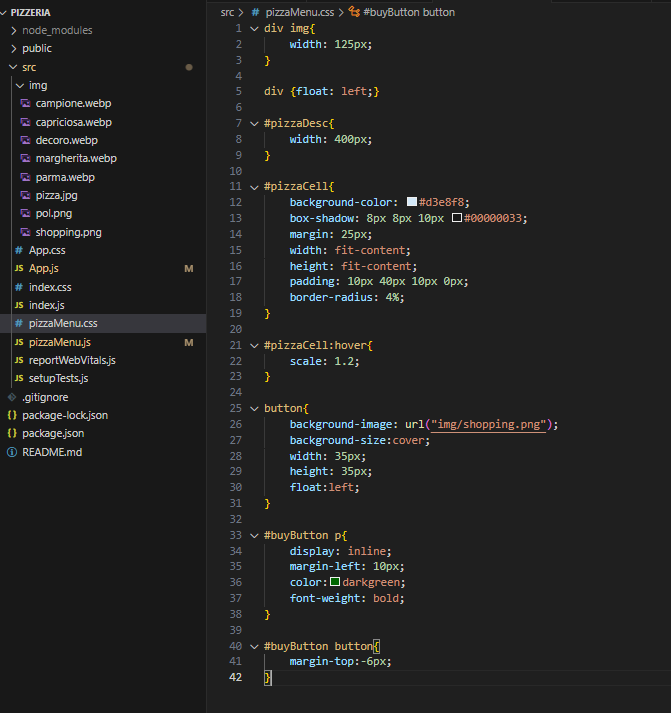 PIZZERIA
node_modules
public
src
img
campione.webp
capriciosa.webp
decoro.webp
margherita.webp
parma.webp
pizza.jpg
pol.png
shopping.png
# App.css
JS App.js M
# index.css
JS index.js
# pizzaMenu.css
JS pizzaMenu.js M
JS reportWebVitals.js
JS setupTests.js
.gitignore
{} package-lock.json
{} package.json
README.md
src > # pizzaMenu.css > #buyButton button
1 div img{
2 width: 125px;
3 }
4
5 div {float: left;}
6
7 #pizzaDesc{
8 width: 400px;
9 }
10
11 #pizzaCell{
12 background-color: #d3e8f8;
13 box-shadow: 8px 8px 10px #00000033;
14 margin: 25px;
15 width: fit-content;
16 height: fit-content;
17 padding: 10px 40px 10px 0px;
18 border-radius: 4%;
19 }
20
21 #pizzaCell:hover{
22 scale: 1.2;
23 }
24
25 button{
26 background-image: url("img/shopping.png");
27 background-size:cover;
28 width: 35px;
29 height: 35px;
30 float:left;
31 }
32
33 #buyButton p{
34 display: inline;
35 margin-left: 10px;
36 color:darkgreen;
37 font-weight: bold;
38 }
39
40 #buyButton button{
41 margin-top:-6px;
42 }